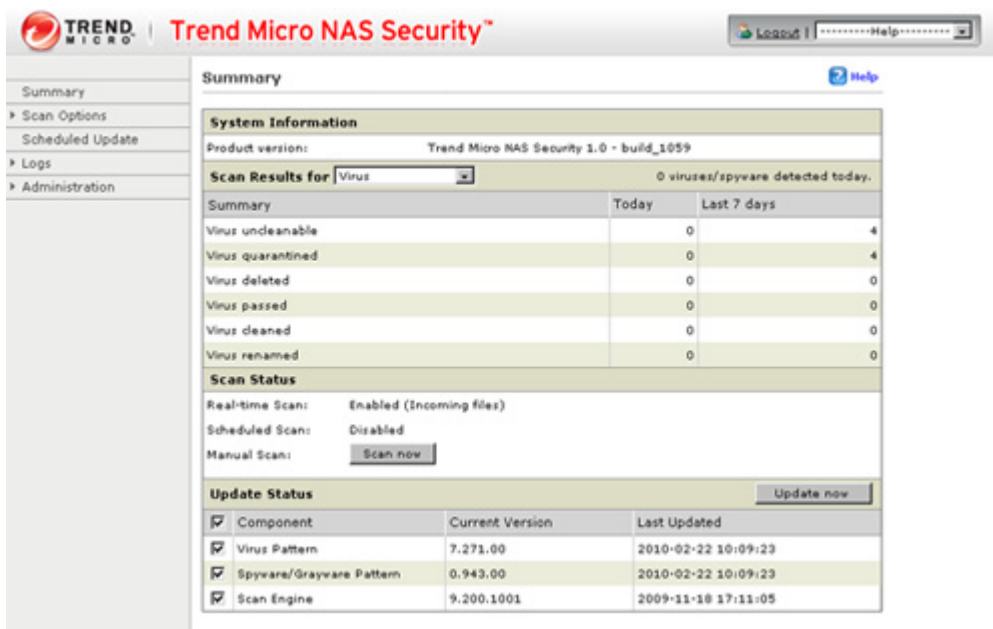 TREND MICRO
Trend Micro NAS Security™
Logout | ----------Help----------
Summary
Scan Options
Scheduled Update
Logs
Administration
Summary
Help
System Information
Product version: Trend Micro NAS Security 1.0 - build_1059
Scan Results for Virus 0 viruses/spyware detected today.
Summary Today Last 7 days
Virus uncleanable 0 4
Virus quarantined 0 4
Virus deleted 0 0
Virus passed 0 0
Virus cleaned 0 0
Virus renamed 0 0
Scan Status
Real-time Scan: Enabled (Incoming files)
Scheduled Scan: Disabled
Manual Scan: Scan now
Update Status Update now
Component Current Version Last Updated
Virus Pattern 7.271.00 2010-02-22 10:09:23
Spyware/Grayware Pattern 0.943.00 2010-02-22 10:09:23
Scan Engine 9.200.1001 2009-11-18 17:11:05